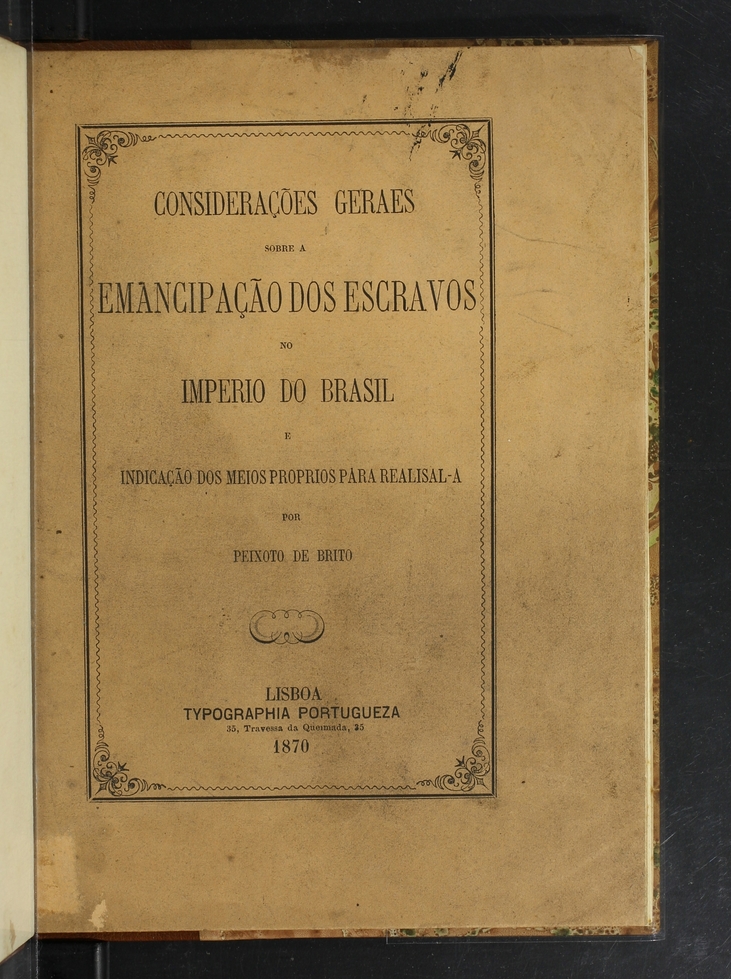 CONSIDERAÇÕES GERAES
SOBRE A
EMANCIPAÇÃO DOS ESCRAVOS
NO
IMPERIO DO BRASIL
E
INDICAÇÃO DOS MEIOS PROPRIOS PARA REALISAL-A
POR
PEIXOTO DE BRITO
LISBOA
TYPOGRAPHIA PORTUGUEZA
35, Travessa da Queimada, 35
1870